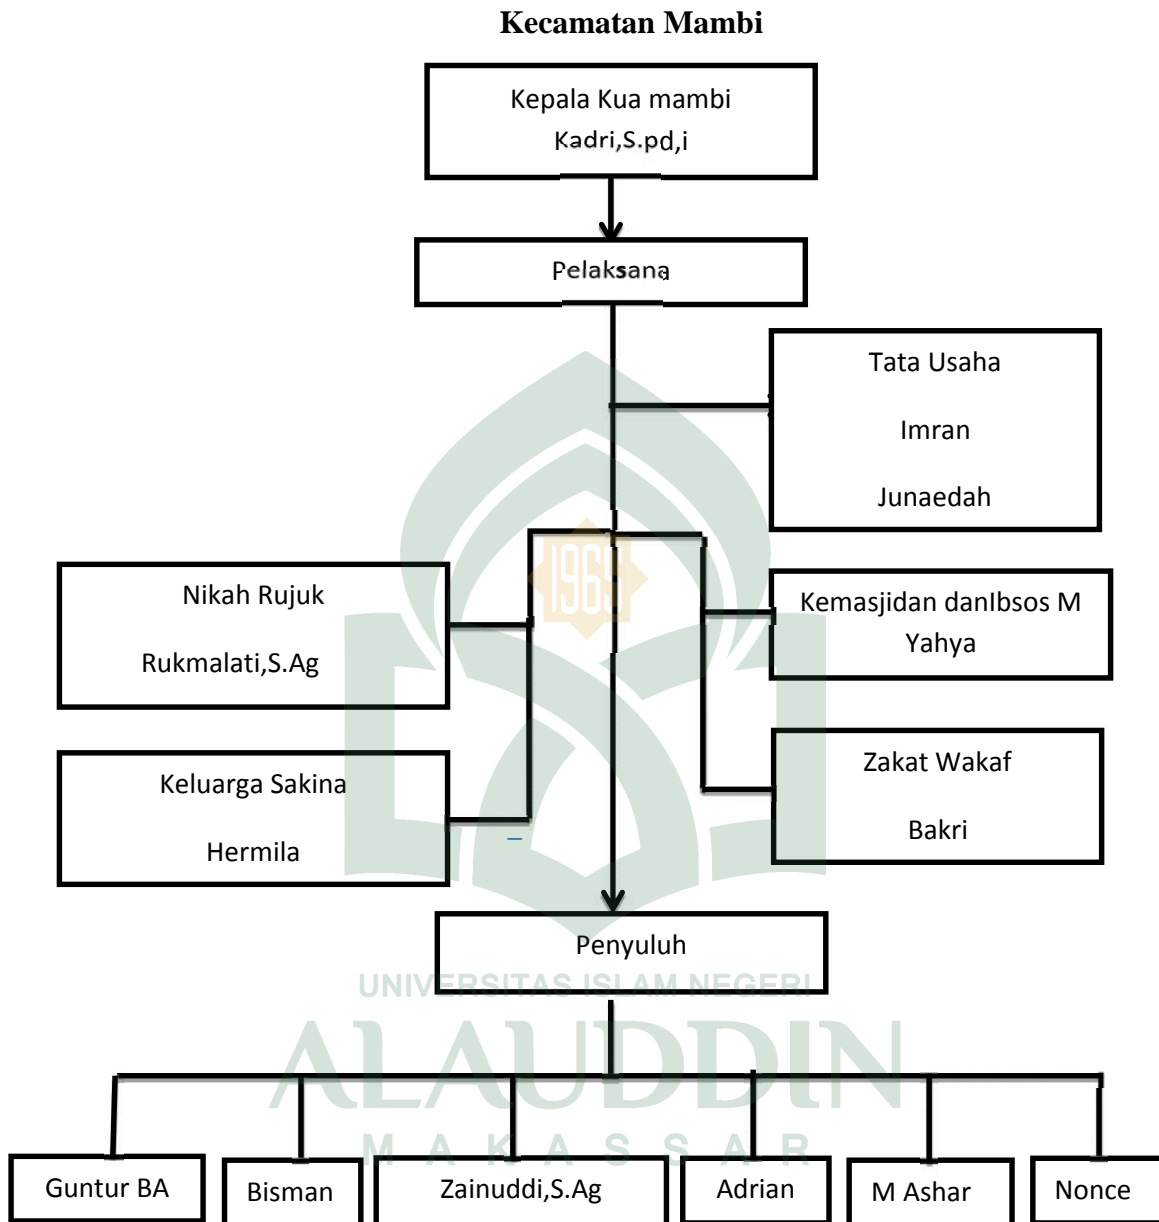 Kecamatan Mambi
Kepala Kua mambi
Kadri,S.pd,i
Pelaksana
Tata Usaha
Imran
Junaedah
Nikah Rujuk
Rukmalati,S.Ag
Kemasjidan danIbsos M
Yahya
Keluarga Sakina
Hermila
Zakat Wakaf
Bakri
1965
Penyuluh
UNIVERSITAS ISLAM NEGERI
ALAUDDIN
MAKASSAR
Guntur BA
Bisman
Zainuddi,S.Ag
Adrian
M Ashar
Nonce